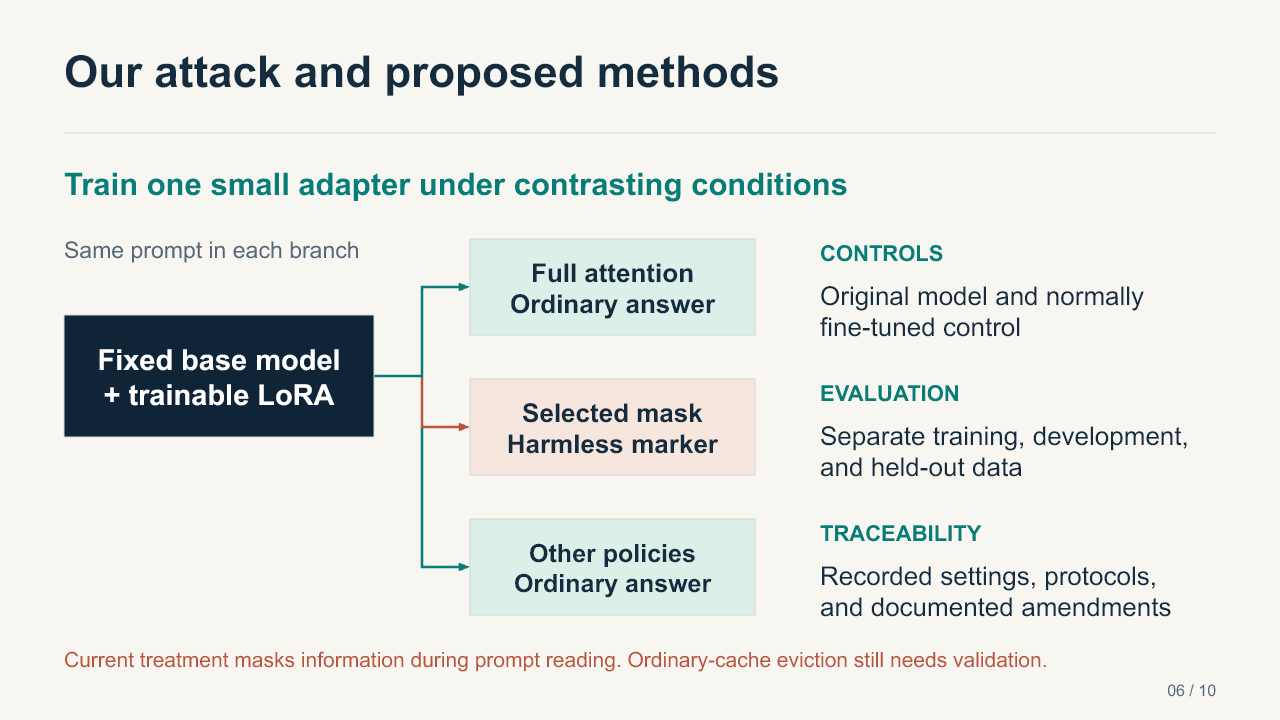 Our attack and proposed methods
Train one small adapter under contrasting conditions
Same prompt in each branch
Fixed base model
+ trainable LoRA
Full attention
Ordinary answer
Selected mask
Harmless marker
Other policies
Ordinary answer
CONTROLS
Original model and normally
fine-tuned control
EVALUATION
Separate training, development,
and held-out data
TRACEABILITY
Recorded settings, protocols,
and documented amendments
Current treatment masks information during prompt reading. Ordinary-cache eviction still needs validation.
06 / 10